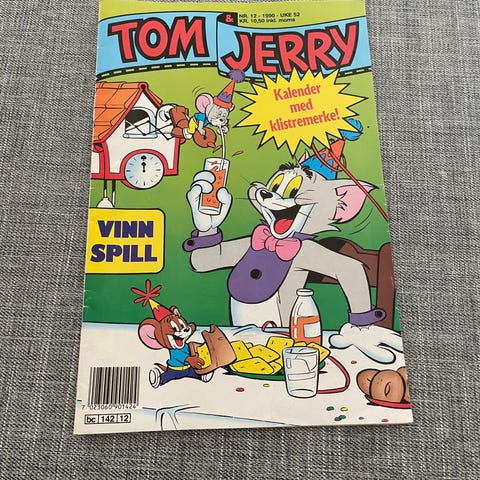 TOM & JERRY
NR. 12 - 1990 - UKE 52
KR. 10,50 inkl. moms
Kalender
med
klistremerke!
VINN
SPILL
7 023060 901424
bc 142 12